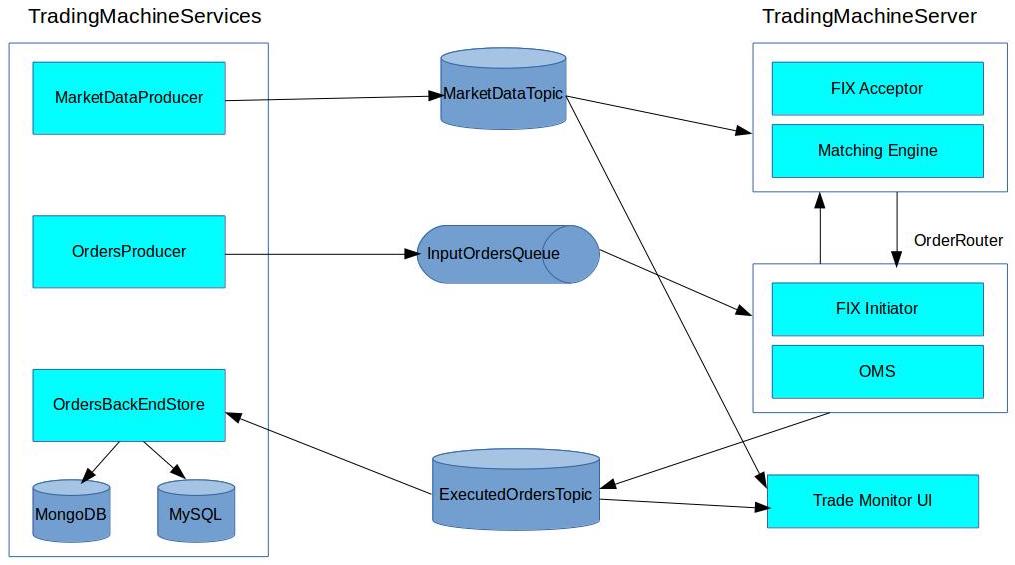 TradingMachineServices
TradingMachineServer
MarketDataProducer
MarketDataTopic
FIX Acceptor
Matching Engine
OrdersProducer
InputOrdersQueue
OrderRouter
FIX Initiator
OMS
OrdersBackEndStore
ExecutedOrdersTopic
Trade Monitor UI
MongoDB
MySQL